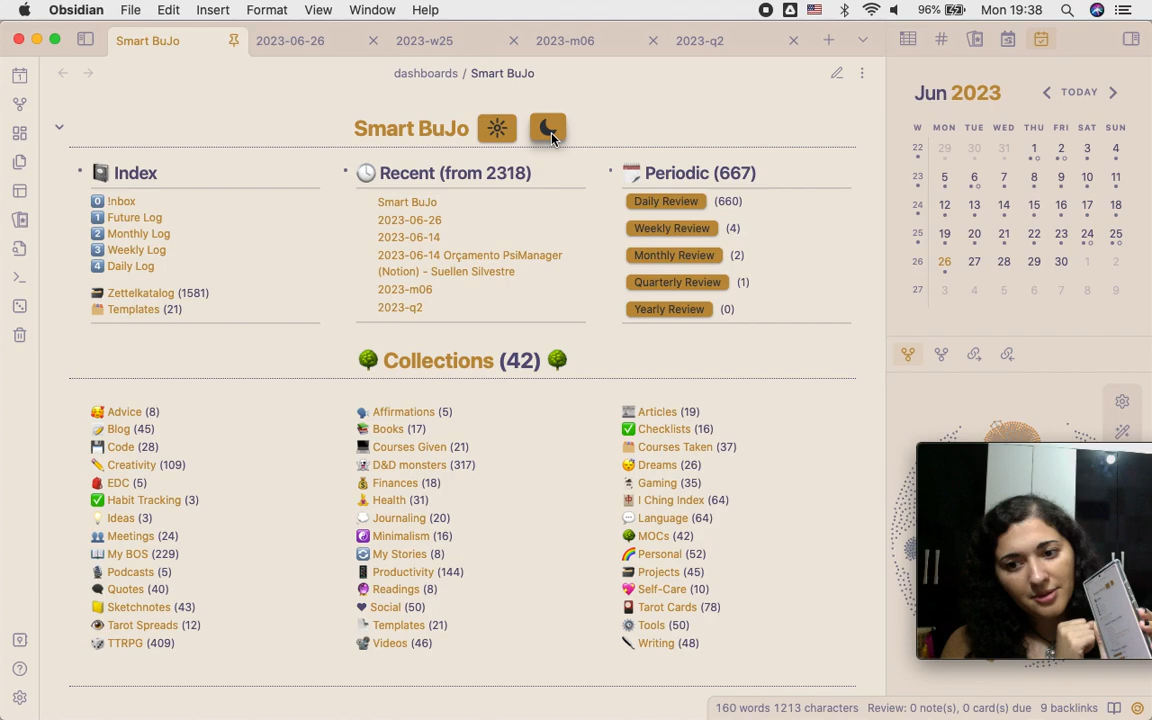 Obsidian File Edit Insert Format View Window Help 96% Mon 19:38
Smart BuJo 2023-06-26 2023-w25 2023-m06 2023-q2
dashboards / Smart BuJo
Smart BuJo
Index
!nbox
Future Log
Monthly Log
Weekly Log
Daily Log
Zettelkatalog (1581)
Templates (21)
Recent (from 2318)
Smart BuJo
2023-06-26
2023-06-14
2023-06-14 Orçamento PsiManager
(Notion) - Suellen Silvestre
2023-m06
2023-q2
Periodic (667)
Daily Review (660)
Weekly Review (4)
Monthly Review (2)
Quarterly Review (1)
Yearly Review (0)
Collections (42)
Advice (8)
Blog (45)
Code (28)
Creativity (109)
EDC (5)
Habit Tracking (3)
Ideas (3)
Meetings (24)
My BOS (229)
Podcasts (5)
Quotes (40)
Sketchnotes (43)
Tarot Spreads (12)
TTRPG (409)
Affirmations (5)
Books (17)
Courses Given (21)
D&D monsters (317)
Finances (18)
Health (31)
Journaling (20)
Minimalism (16)
My Stories (8)
Productivity (144)
Readings (8)
Social (50)
Templates (21)
Videos (46)
Articles (19)
Checklists (16)
Courses Taken (37)
Dreams (26)
Gaming (35)
I Ching Index (64)
Language (64)
MOCs (42)
Personal (52)
Projects (45)
Self-Care (10)
Tarot Cards (78)
Tools (50)
Writing (48)
Jun 2023 TODAY
W MON TUE WED THU FRI SAT SUN
22 29 30 31 1 2 3 4
23 5 6 7 8 9 10 11
24 12 13 14 15 16 17 18
25 19 20 21 22 23 24 25
26 26 27 28 29 30 1 2
27 3 4 5 6 7 8 9
160 words 1213 characters Review: 0 note(s), 0 card(s) due 9 backlinks